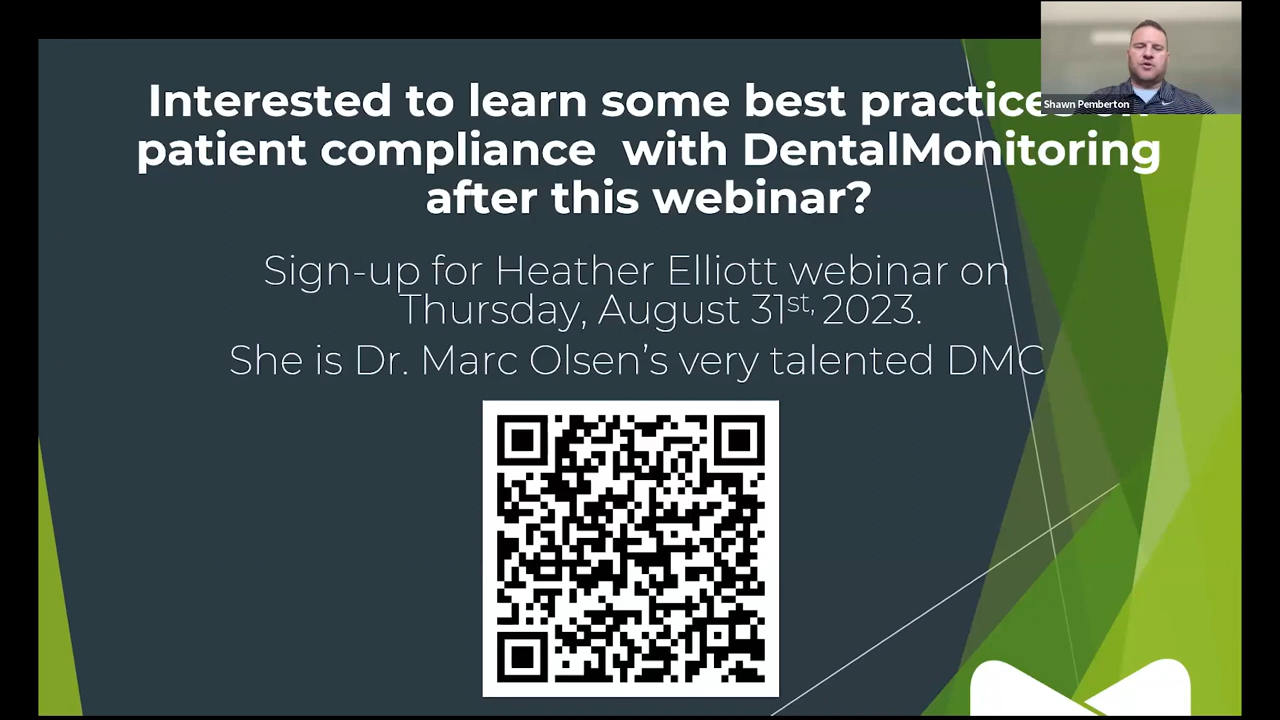 Interested to learn some best practices on
patient compliance with DentalMonitoring
after this webinar?
Shawn Pemberton
Sign-up for Heather Elliott webinar on
Thursday, August 31st, 2023.
She is Dr. Marc Olsen's very talented DMC